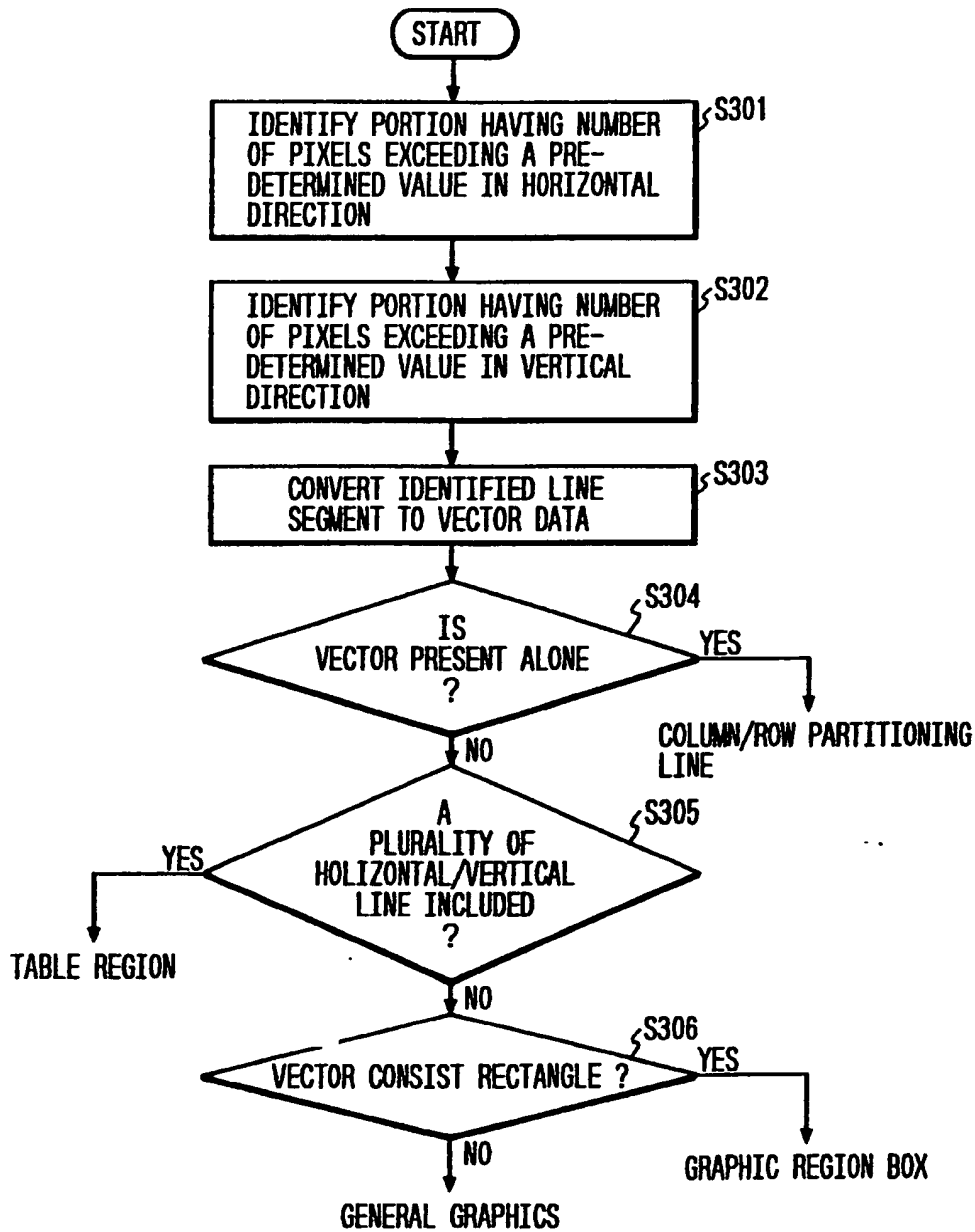 START
S301
IDENTIFY PORTION HAVING NUMBER
OF PIXELS EXCEEDING A PRE-
DETERMINED VALUE IN HORIZONTAL
DIRECTION
S302
IDENTIFY PORTION HAVING NUMBER
OF PIXELS EXCEEDING A PRE-
DETERMINED VALUE IN VERTICAL
DIRECTION
S303
CONVERT IDENTIFIED LINE
SEGMENT TO VECTOR DATA
S304
IS
VECTOR PRESENT ALONE
?
YES
COLUMN/ROW PARTITIONING
LINE
NO
S305
A
PLURALITY OF
HOLIZONTAL/VERTICAL
LINE INCLUDED
?
YES
TABLE REGION
NO
S306
VECTOR CONSIST RECTANGLE ?
YES
GRAPHIC REGION BOX
NO
GENERAL GRAPHICS